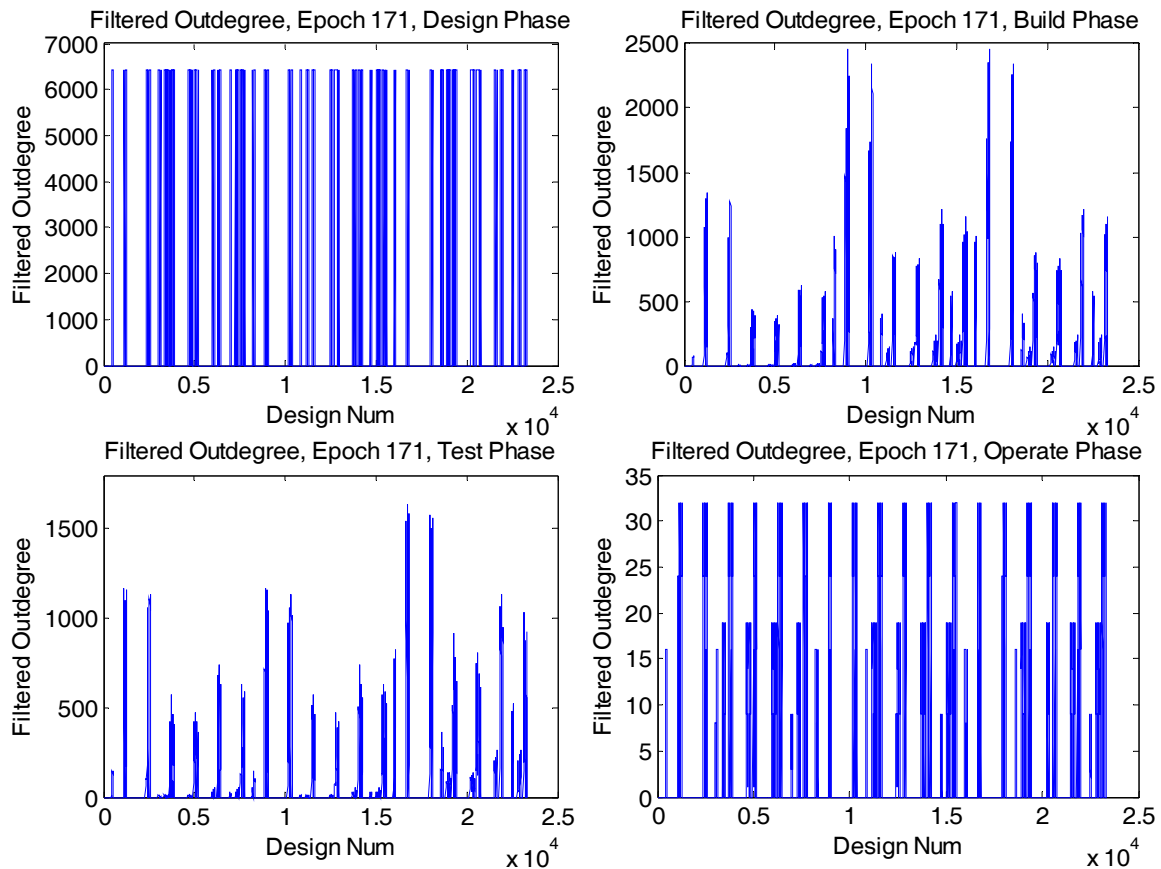 Filtered Outdegree, Epoch 171, Design Phase
7000
6000
5000
4000
3000
2000
1000
0
Filtered Outdegree
0 0.5 1 1.5 2 2.5
Design Num
x 10^4
Filtered Outdegree, Epoch 171, Build Phase
2500
2000
1500
1000
500
0
Filtered Outdegree
0 0.5 1 1.5 2 2.5
Design Num
x 10^4
Filtered Outdegree, Epoch 171, Test Phase
1500
1000
500
0
Filtered Outdegree
0 0.5 1 1.5 2 2.5
Design Num
x 10^4
Filtered Outdegree, Epoch 171, Operate Phase
35
30
25
20
15
10
5
0
Filtered Outdegree
0 0.5 1 1.5 2 2.5
Design Num
x 10^4